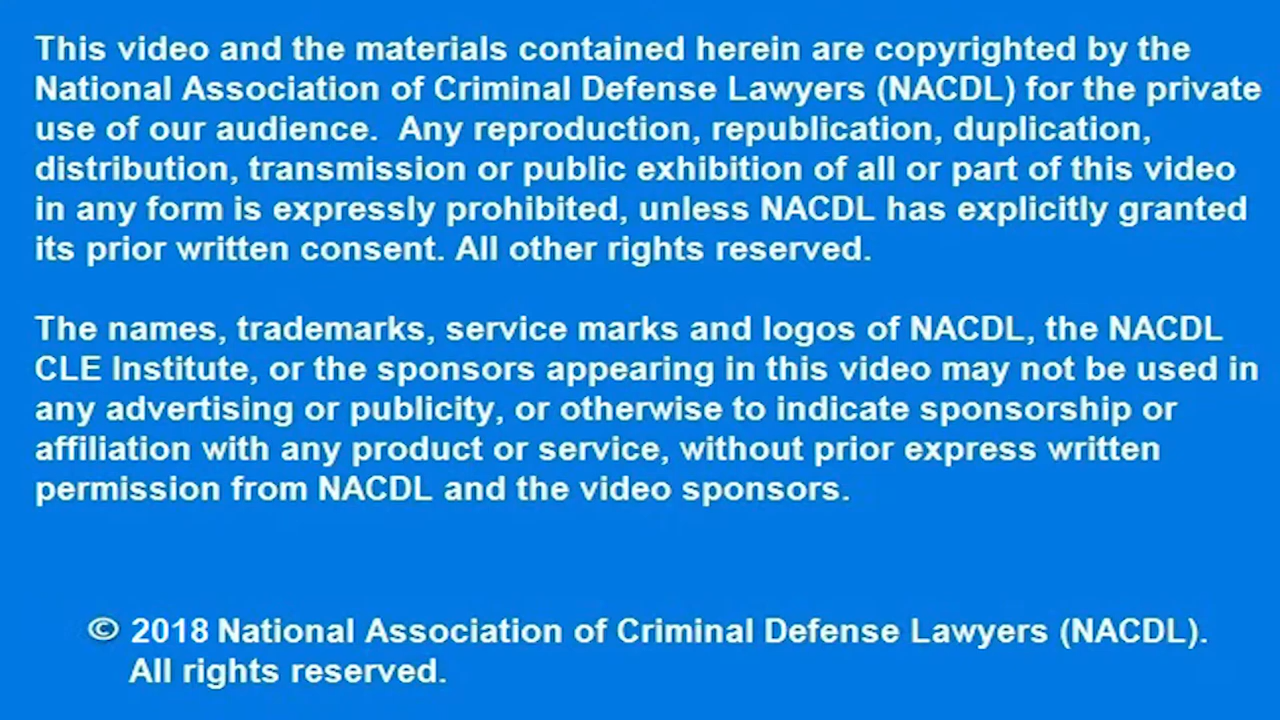 This video and the materials contained herein are copyrighted by the
National Association of Criminal Defense Lawyers (NACDL) for the private
use of our audience.  Any reproduction, republication, duplication,
distribution, transmission or public exhibition of all or part of this video
in any form is expressly prohibited, unless NACDL has explicitly granted
its prior written consent. All other rights reserved.
The names, trademarks, service marks and logos of NACDL, the NACDL
CLE Institute, or the sponsors appearing in this video may not be used in
any advertising or publicity, or otherwise to indicate sponsorship or
affiliation with any product or service, without prior express written
permission from NACDL and the video sponsors.
© 2018 National Association of Criminal Defense Lawyers (NACDL).
All rights reserved.